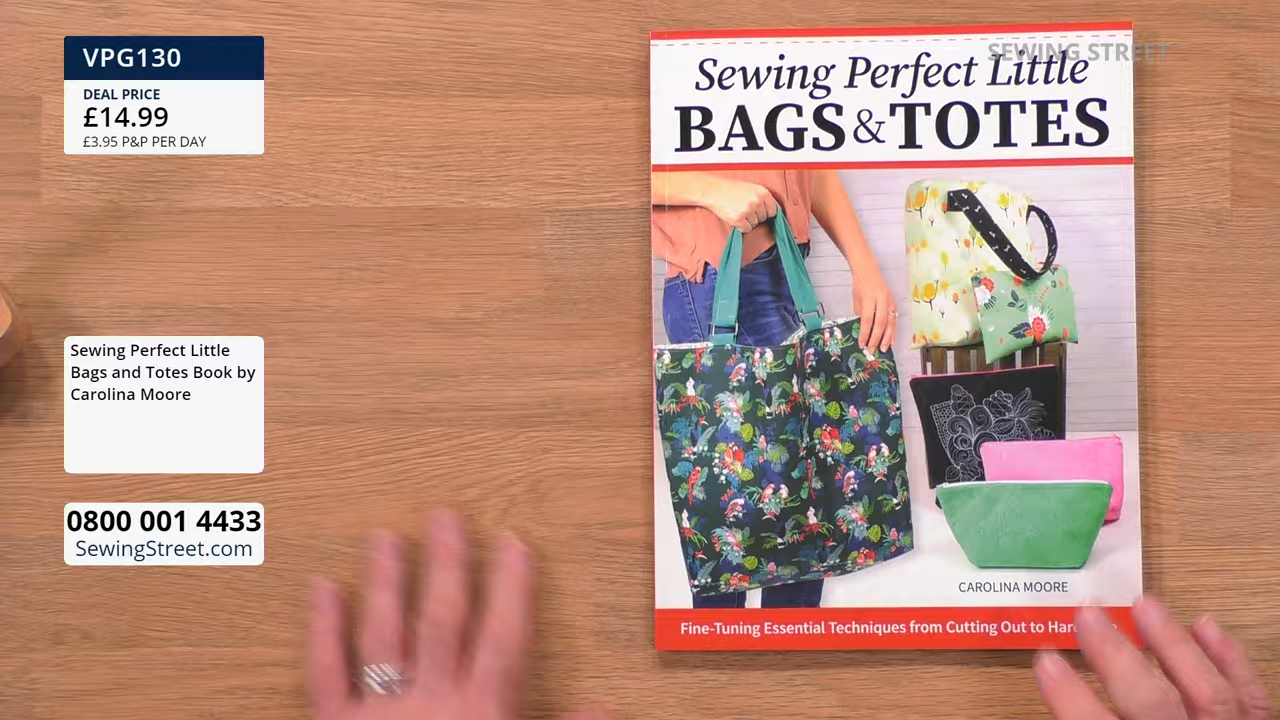 VPG130
DEAL PRICE
£14.99
£3.95 P&P PER DAY
Sewing Perfect Little
Bags and Totes Book by
Carolina Moore
0800 001 4433
SewingStreet.com
SEWING STREET
Sewing Perfect Little
BAGS & TOTES
CAROLINA MOORE
Fine-Tuning Essential Techniques from Cutting Out to